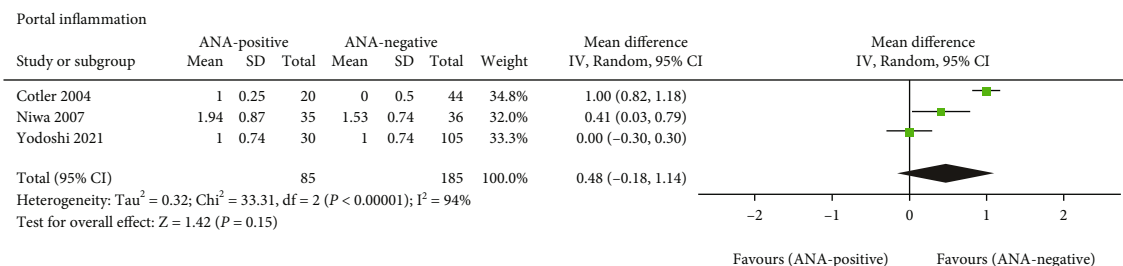 Portal inflammation
ANA-positive ANA-negative Mean difference Mean difference
Study or subgroup Mean SD Total Mean SD Total Weight IV, Random, 95% CI IV, Random, 95% CI
Cotler 2004 1 0.25 20 0 0.5 44 34.8% 1.00 (0.82, 1.18)
Niwa 2007 1.94 0.87 35 1.53 0.74 36 32.0% 0.41 (0.03, 0.79)
Yodoshi 2021 1 0.74 30 1 0.74 105 33.3% 0.00 (–0.30, 0.30)
Total (95% CI) 85 185 100.0% 0.48 (–0.18, 1.14)
Heterogeneity: Tau² = 0.32; Chi² = 33.31, df = 2 (P < 0.00001); I² = 94%
Test for overall effect: Z = 1.42 (P = 0.15)
–2 –1 0 1 2
Favours (ANA-positive) Favours (ANA-negative)